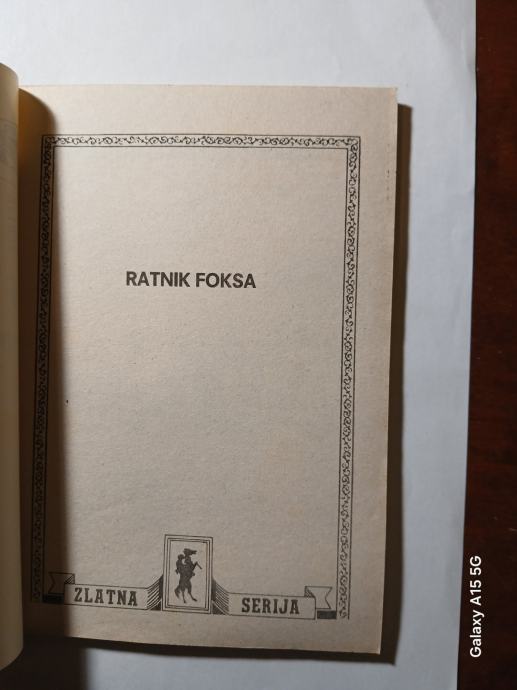 RATNIK FOKSA
ZLATNA SERIJA
Galaxy A15 5G